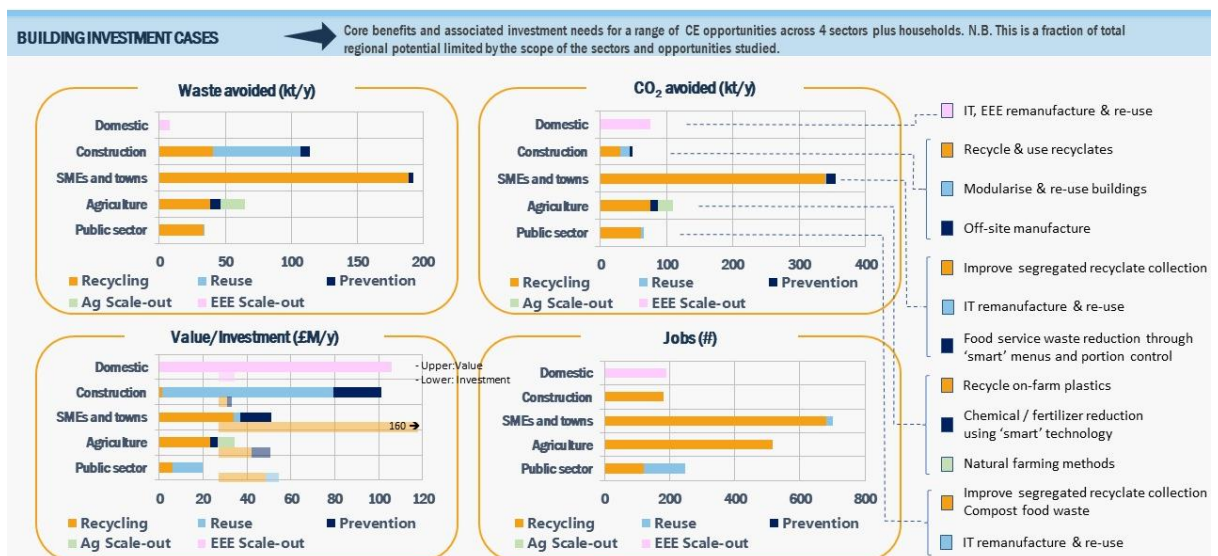 BUILDING INVESTMENT CASES
Core benefits and associated investment needs for a range of CE opportunities across 4 sectors plus households. N.B. This is a fraction of total
regional potential limited by the scope of the sectors and opportunities studied.
Waste avoided (kt/y)
Domestic
Construction
SMEs and towns
Agriculture
Public sector
0 50 100 150 200
Recycling Reuse Prevention
Ag Scale-out EEE Scale-out
CO2 avoided (kt/y)
Domestic
Construction
SMEs and towns
Agriculture
Public sector
0 100 200 300 400
Recycling Reuse Prevention
Ag Scale-out EEE Scale-out
Value/Investment (£M/y)
Domestic
Construction
SMEs and towns
Agriculture
Public sector
- Upper:Value
- Lower: Investment
160
0 20 40 60 80 100 120
Recycling Reuse Prevention
Ag Scale-out EEE Scale-out
Jobs (#)
Domestic
Construction
SMEs and towns
Agriculture
Public sector
0 200 400 600 800
Recycling Reuse Prevention
Ag Scale-out EEE Scale-out
IT, EEE remanufacture & re-use
Recycle & use recyclates
Modularise & re-use buildings
Off-site manufacture
Improve segregated recyclate collection
IT remanufacture & re-use
Food service waste reduction through
‘smart’ menus and portion control
Recycle on-farm plastics
Chemical / fertilizer reduction
using ‘smart’ technology
Natural farming methods
Improve segregated recyclate collection
Compost food waste
IT remanufacture & re-use